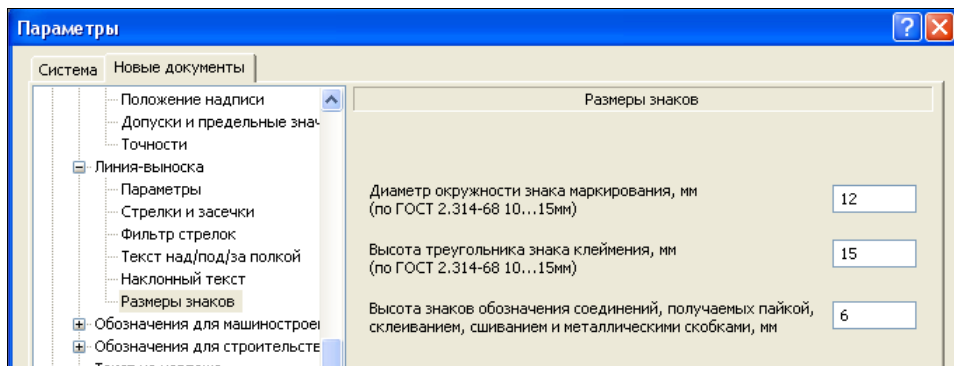 Параметры
Система
Новые документы
Положение надписи
Допуски и предельные знач
Точности
Линия-выноска
Параметры
Стрелки и засечки
Фильтр стрелок
Текст над/под/за полкой
Наклонный текст
Размеры знаков
Обозначения для машинострое
Обозначения для строительств
Размеры знаков
Диаметр окружности знака маркирования, мм
(по ГОСТ 2.314-68 10...15мм)
12
Высота треугольника знака клеймения, мм
(по ГОСТ 2.314-68 10...15мм)
15
Высота знаков обозначения соединений, получаемых пайкой,
склеиванием, сшиванием и металлическими скобками, мм
6